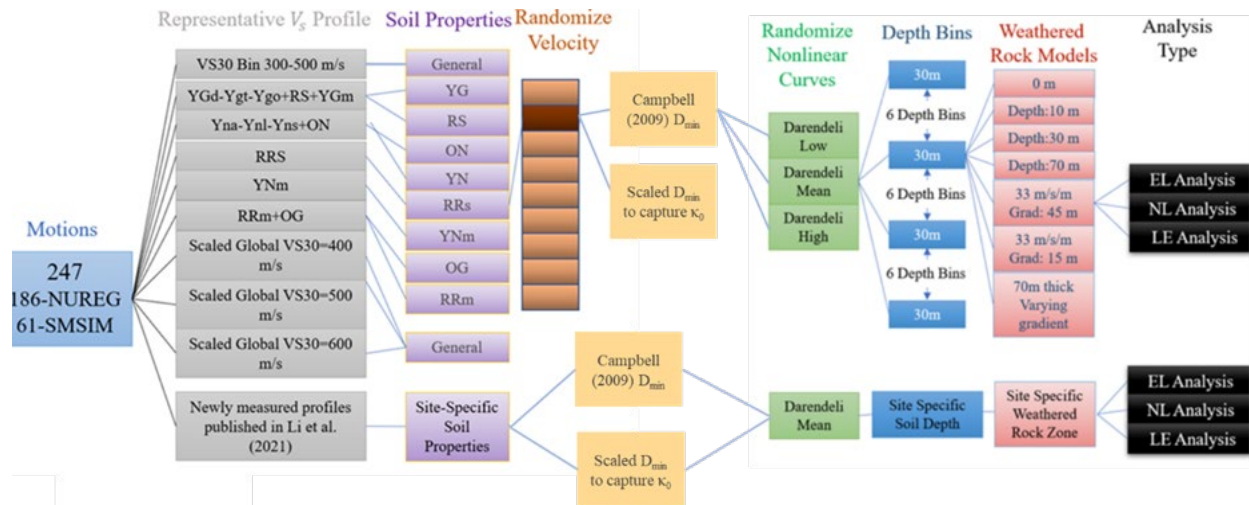 Representative Vs Profile
Soil Properties
Randomize
Velocity
Randomize
Nonlinear
Curves
Depth Bins
Weathered
Rock Models
Analysis
Type
Motions
247
186-NUREG
61-SMSIM
VS30 Bin 300-500 m/s
YGd-Ygt-Ygo+RS+YGm
Yna-Ynl-Yns+ON
RRS
YNm
RRm+OG
Scaled Global VS30=400
m/s
Scaled Global VS30=500
m/s
Scaled Global VS30=600
m/s
Newly measured profiles
published in Li et al.
(2021)
General
YG
RS
ON
YN
RRs
YNm
OG
RRm
General
Site-Specific
Soil
Properties
Campbell
(2009) Dmin
Scaled Dmin
to capture κ0
Campbell
(2009) Dmin
Scaled Dmin
to capture κ0
Darendeli
Low
Darendeli
Mean
Darendeli
High
Darendeli
Mean
30m
6 Depth Bins
30m
6 Depth Bins
30m
6 Depth Bins
30m
Site Specific
Soil Depth
0 m
Depth:10 m
Depth:30 m
Depth:70 m
33 m/s/m
Grad: 45 m
33 m/s/m
Grad: 15 m
70m thick
Varying
gradient
Site Specific
Weathered
Rock Zone
EL Analysis
NL Analysis
LE Analysis
EL Analysis
NL Analysis
LE Analysis